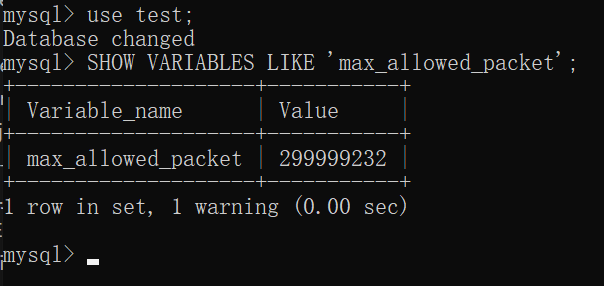 mysql> use test;
Database changed
mysql> SHOW VARIABLES LIKE 'max_allowed_packet';
+--------------------+-----------+
| Variable_name      | Value     |
+--------------------+-----------+
| max_allowed_packet | 299999232 |
+--------------------+-----------+
1 row in set, 1 warning (0.00 sec)
mysql>